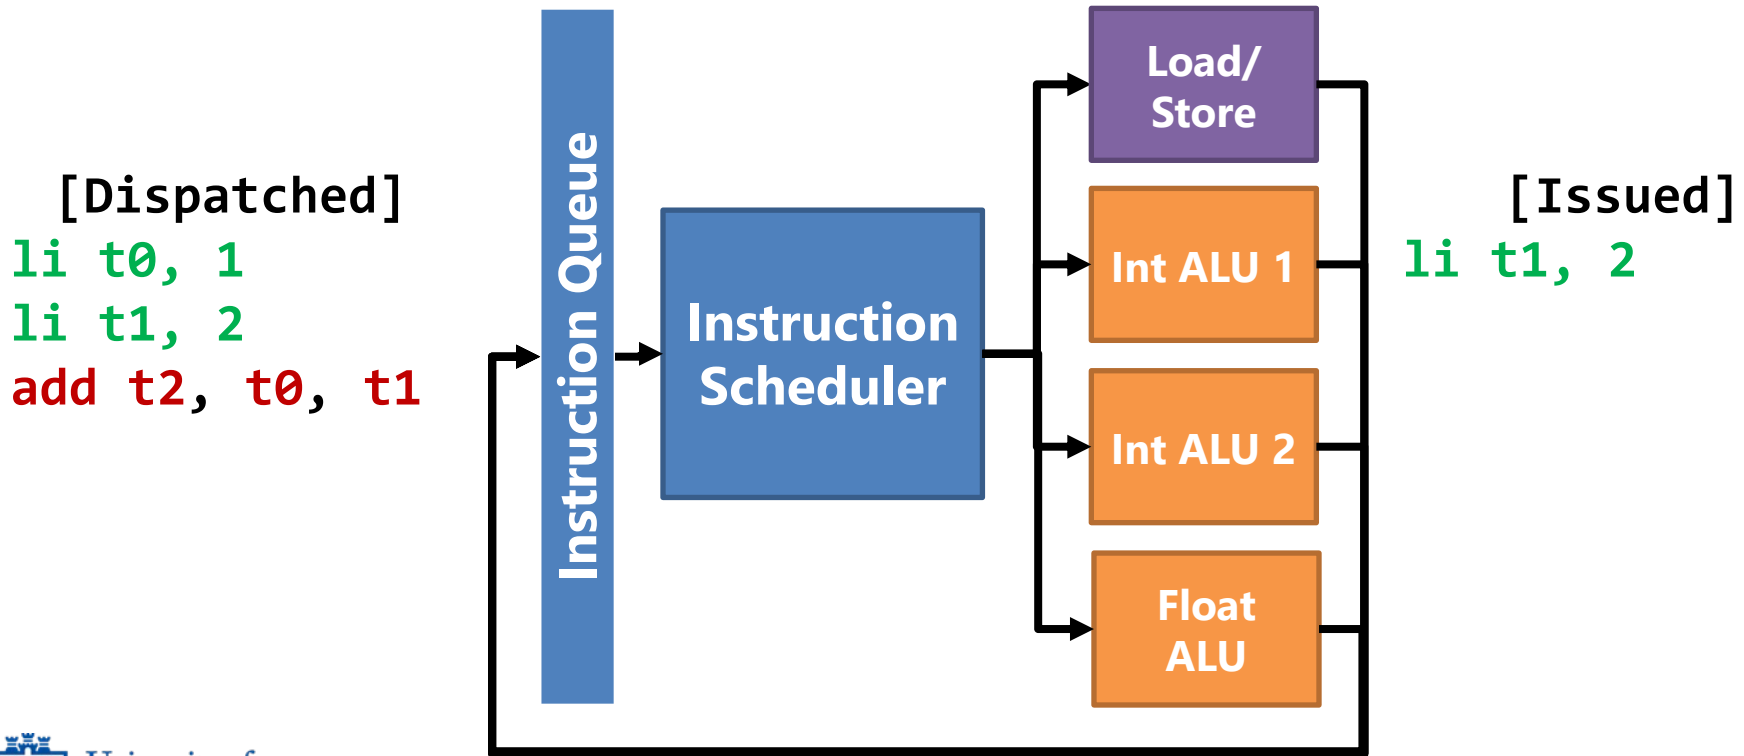 [Dispatched]
li t0, 1
li t1, 2
add t2, t0, t1
Instruction Queue
Instruction
Scheduler
Load/
Store
Int ALU 1
Int ALU 2
Float
ALU
[Issued]
li t1, 2